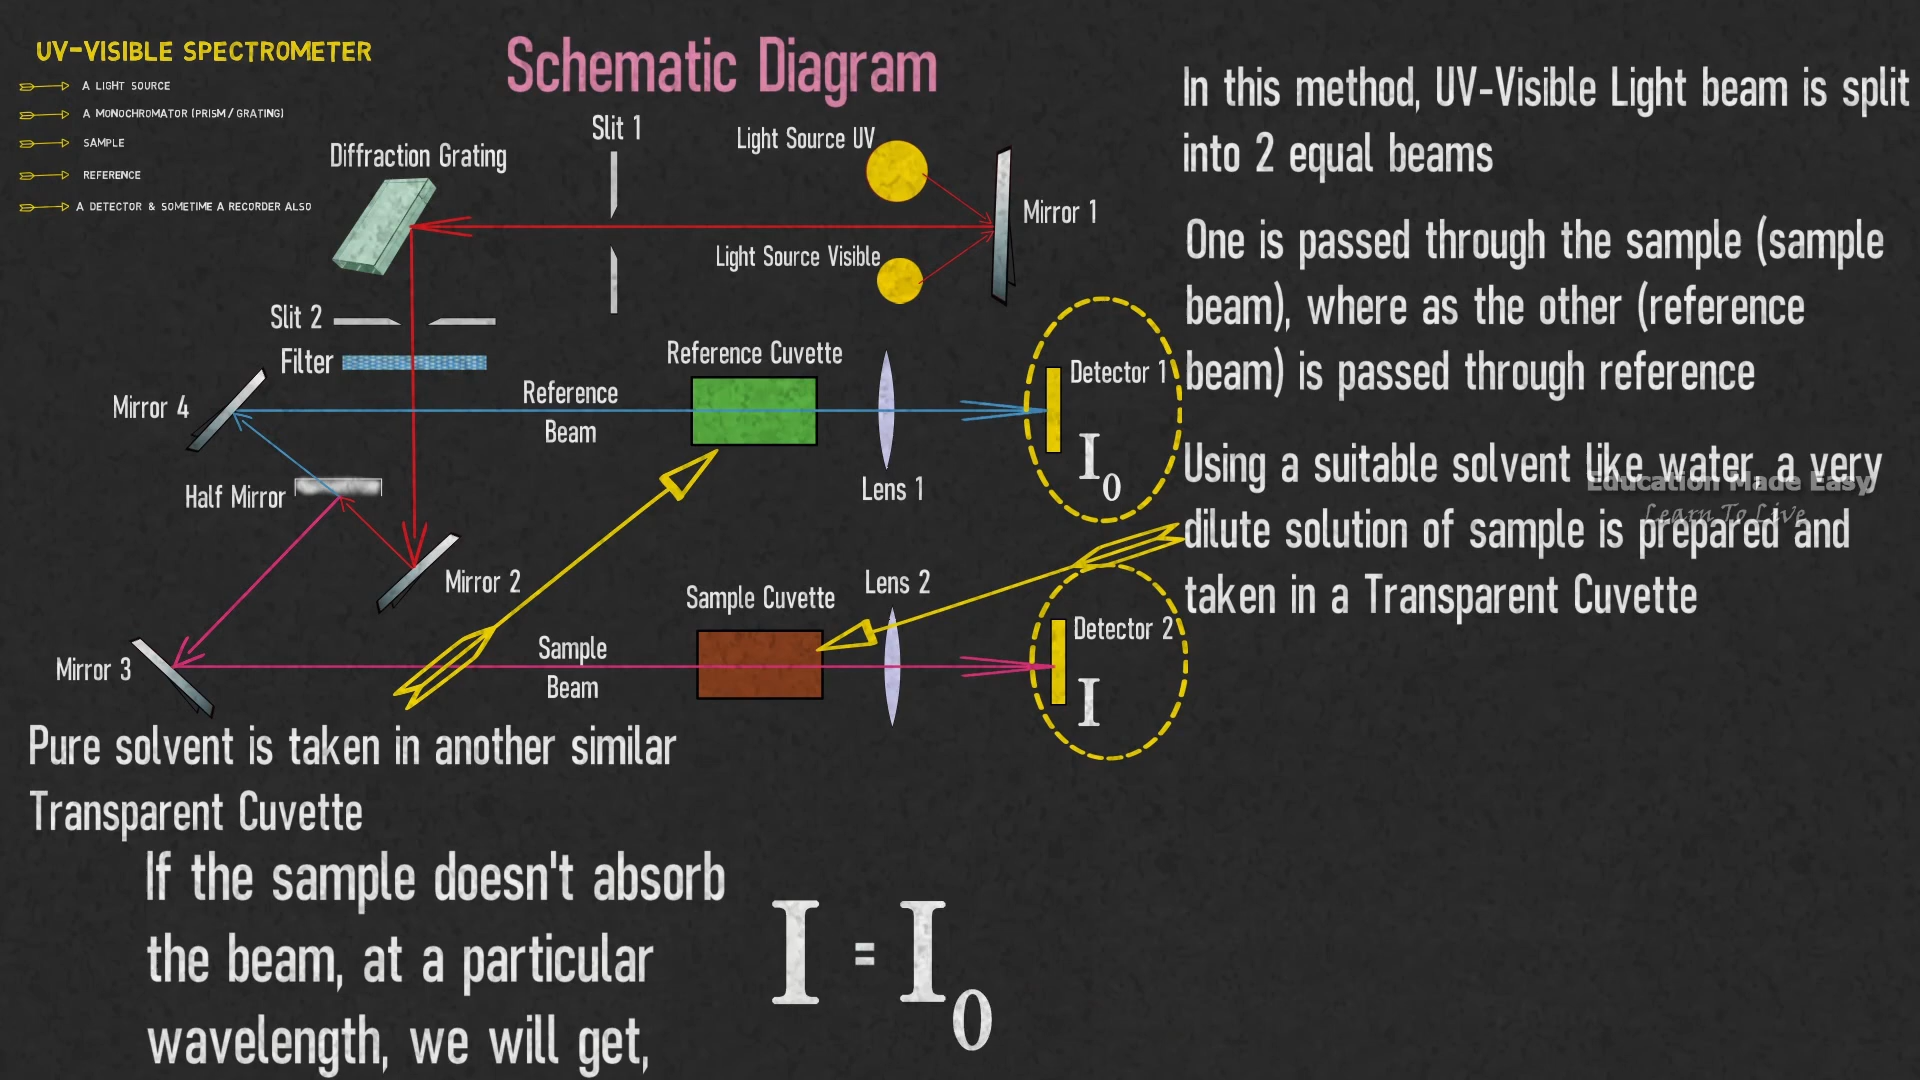 UV-VISIBLE SPECTROMETER
A LIGHT SOURCE
A MONOCHROMATOR (PRISM / GRATING)
SAMPLE
REFERENCE
A DETECTOR & SOMETIME A RECORDER ALSO
Schematic Diagram
Slit 1
Light Source UV
Diffraction Grating
Mirror 1
Light Source Visible
Slit 2
Filter
Reference Cuvette
Detector 1
Mirror 4
Reference
Beam
I0
Half Mirror
Lens 1
Mirror 2
Lens 2
Sample Cuvette
Detector 2
Mirror 3
Sample
Beam
I
In this method, UV-Visible Light beam is split
into 2 equal beams
One is passed through the sample (sample
beam), where as the other (reference
beam) is passed through reference
Using a suitable solvent like water, a very
dilute solution of sample is prepared and
taken in a Transparent Cuvette
Education Made Easy
Learn To Live
Pure solvent is taken in another similar
Transparent Cuvette
If the sample doesn't absorb
the beam, at a particular
wavelength, we will get,
I = I0